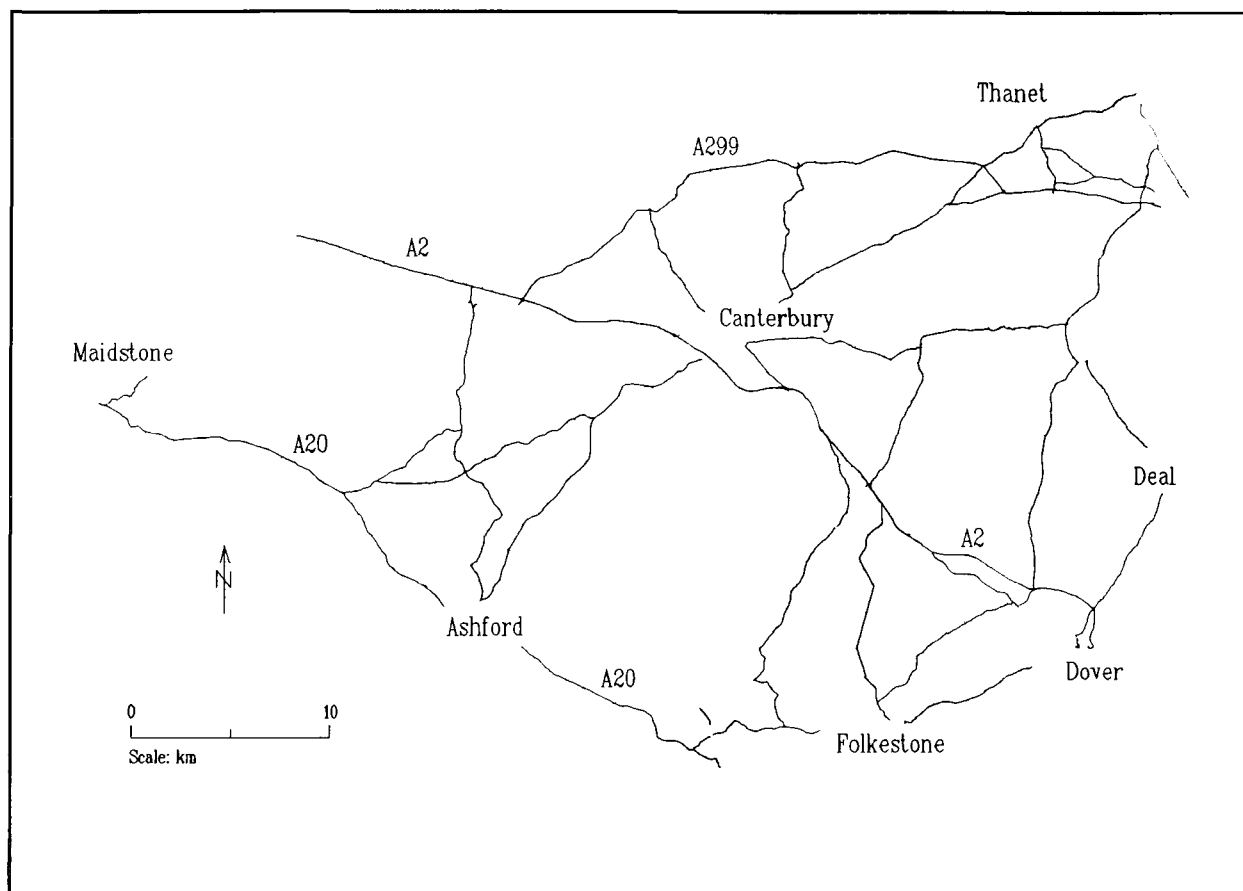 Thanet
A299
A2
Canterbury
Maidstone
A20
Deal
A2
N
Ashford
Dover
A20
0 10
Folkestone
Scale: km